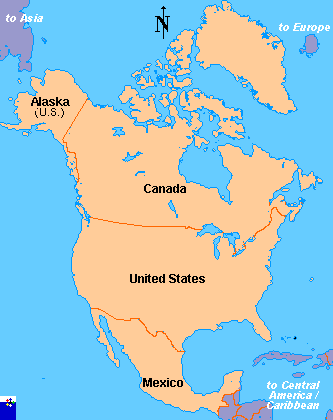 to Asia
N
to Europe
Alaska
(U.S.)
Canada
United States
Mexico
to Central
America /
Caribbean